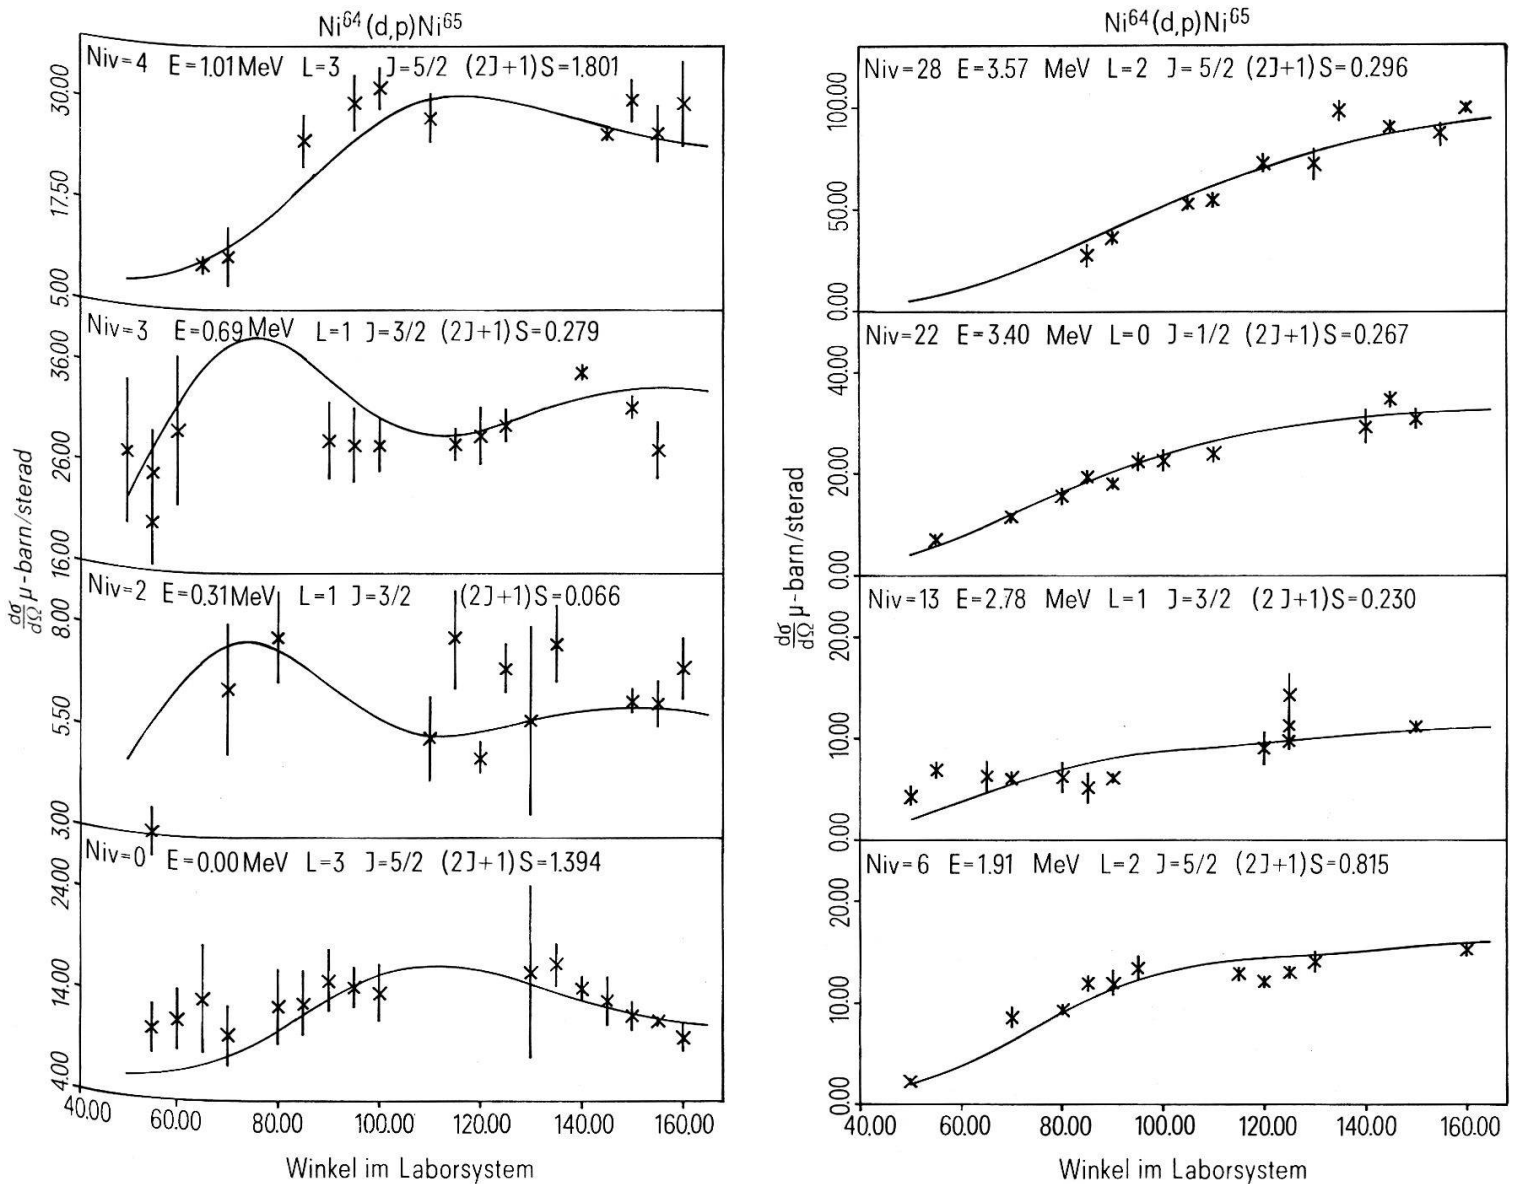 Ni⁶⁴(d,p)Ni⁶⁵
Niv=4 E=1.01MeV L=3 J=5/2 (2J+1)S=1.801
30.00
17.50
5.00
Niv=3 E=0.69MeV L=1 J=3/2 (2J+1)S=0.279
36.00
26.00
16.00
Niv=2 E=0.31MeV L=1 J=3/2 (2J+1)S=0.066
8.00
5.50
3.00
Niv=0 E=0.00MeV L=3 J=5/2 (2J+1)S=1.394
24.00
14.00
4.00
dσ/dΩ μ-barn/sterad
40.00 60.00 80.00 100.00 120.00 140.00 160.00
Winkel im Laborsystem
Ni⁶⁴(d,p)Ni⁶⁵
Niv=28 E=3.57 MeV L=2 J=5/2 (2J+1)S=0.296
100.00
50.00
0.00
Niv=22 E=3.40 MeV L=0 J=1/2 (2J+1)S=0.267
40.00
20.00
0.00
Niv=13 E=2.78 MeV L=1 J=3/2 (2J+1)S=0.230
20.00
10.00
0.00
Niv=6 E=1.91 MeV L=2 J=5/2 (2J+1)S=0.815
20.00
10.00
0.00
dσ/dΩ μ-barn/sterad
40.00 60.00 80.00 100.00 120.00 140.00 160.00
Winkel im Laborsystem